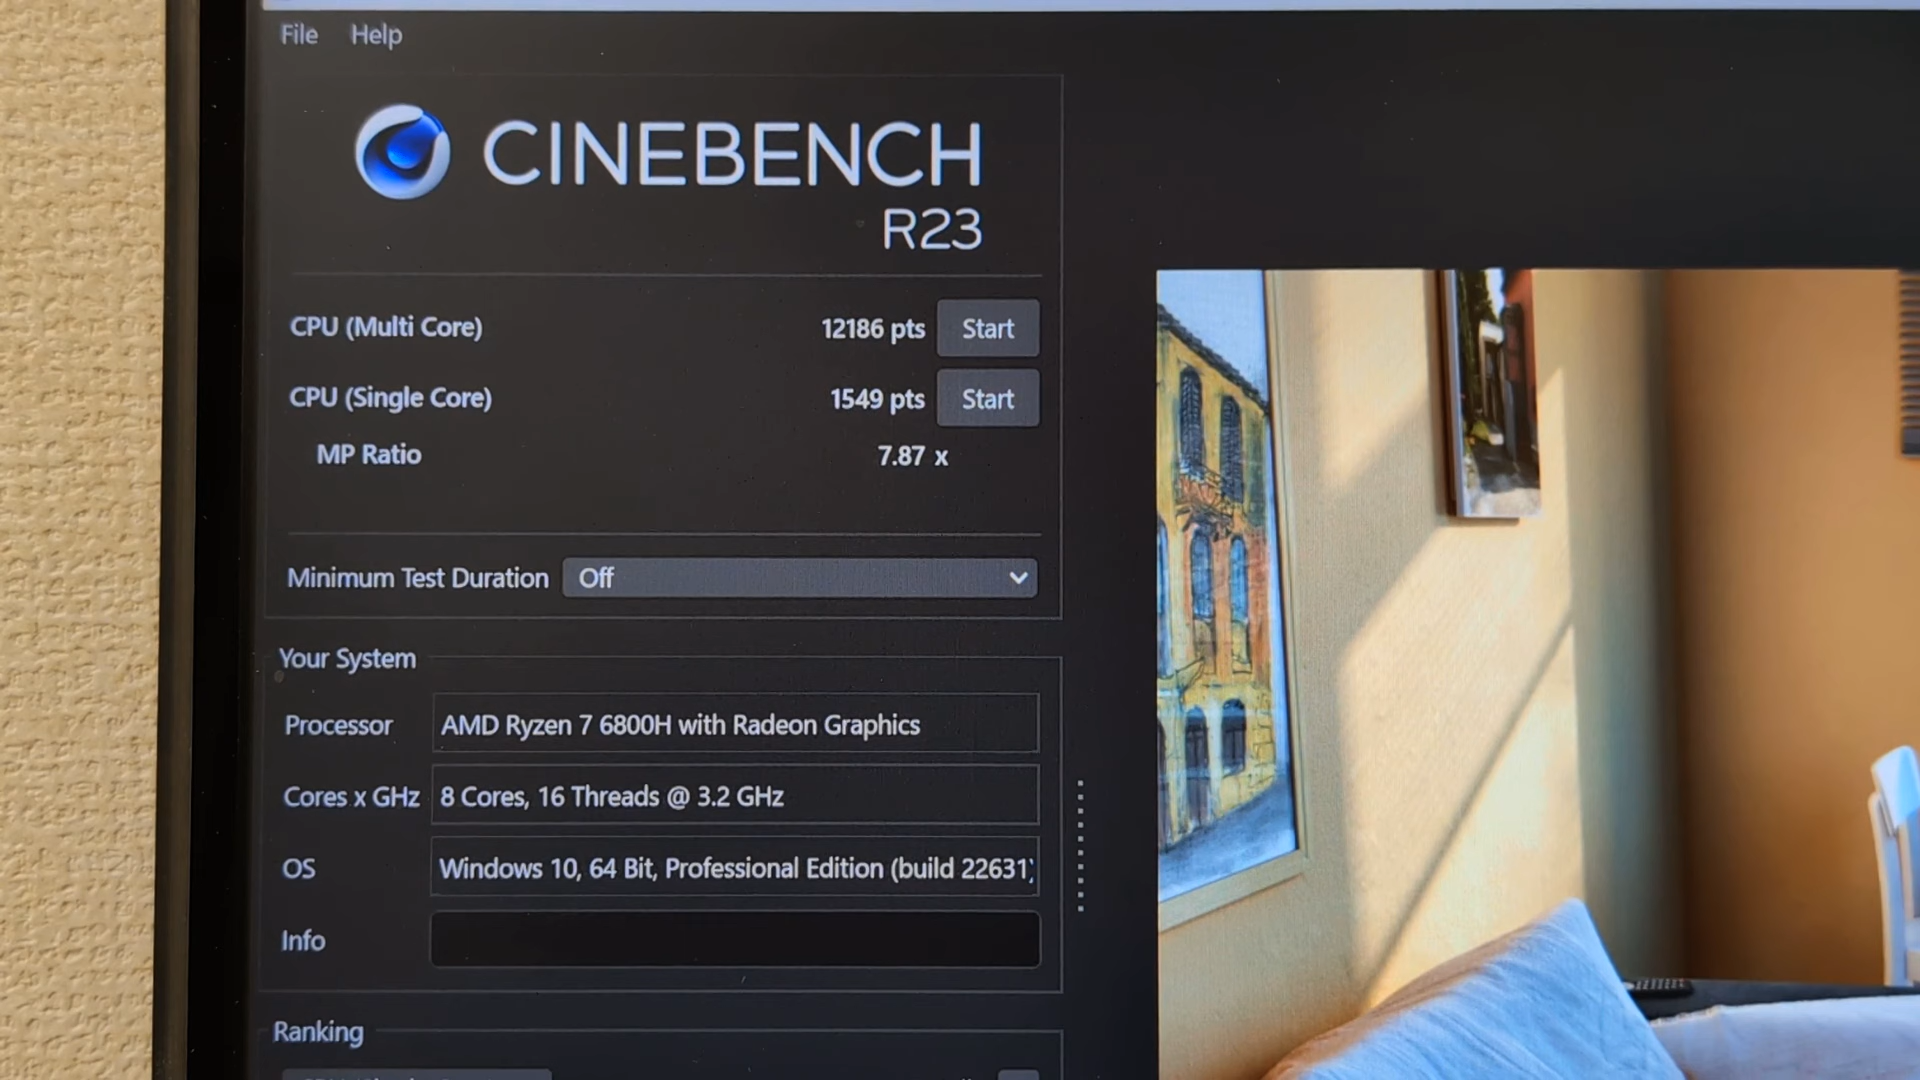 File Help
CINEBENCH
R23
CPU (Multi Core) 12186 pts Start
CPU (Single Core) 1549 pts Start
MP Ratio 7.87 x
Minimum Test Duration Off
Your System
Processor AMD Ryzen 7 6800H with Radeon Graphics
Cores x GHz 8 Cores, 16 Threads @ 3.2 GHz
OS Windows 10, 64 Bit, Professional Edition (build 22631)
Info
Ranking